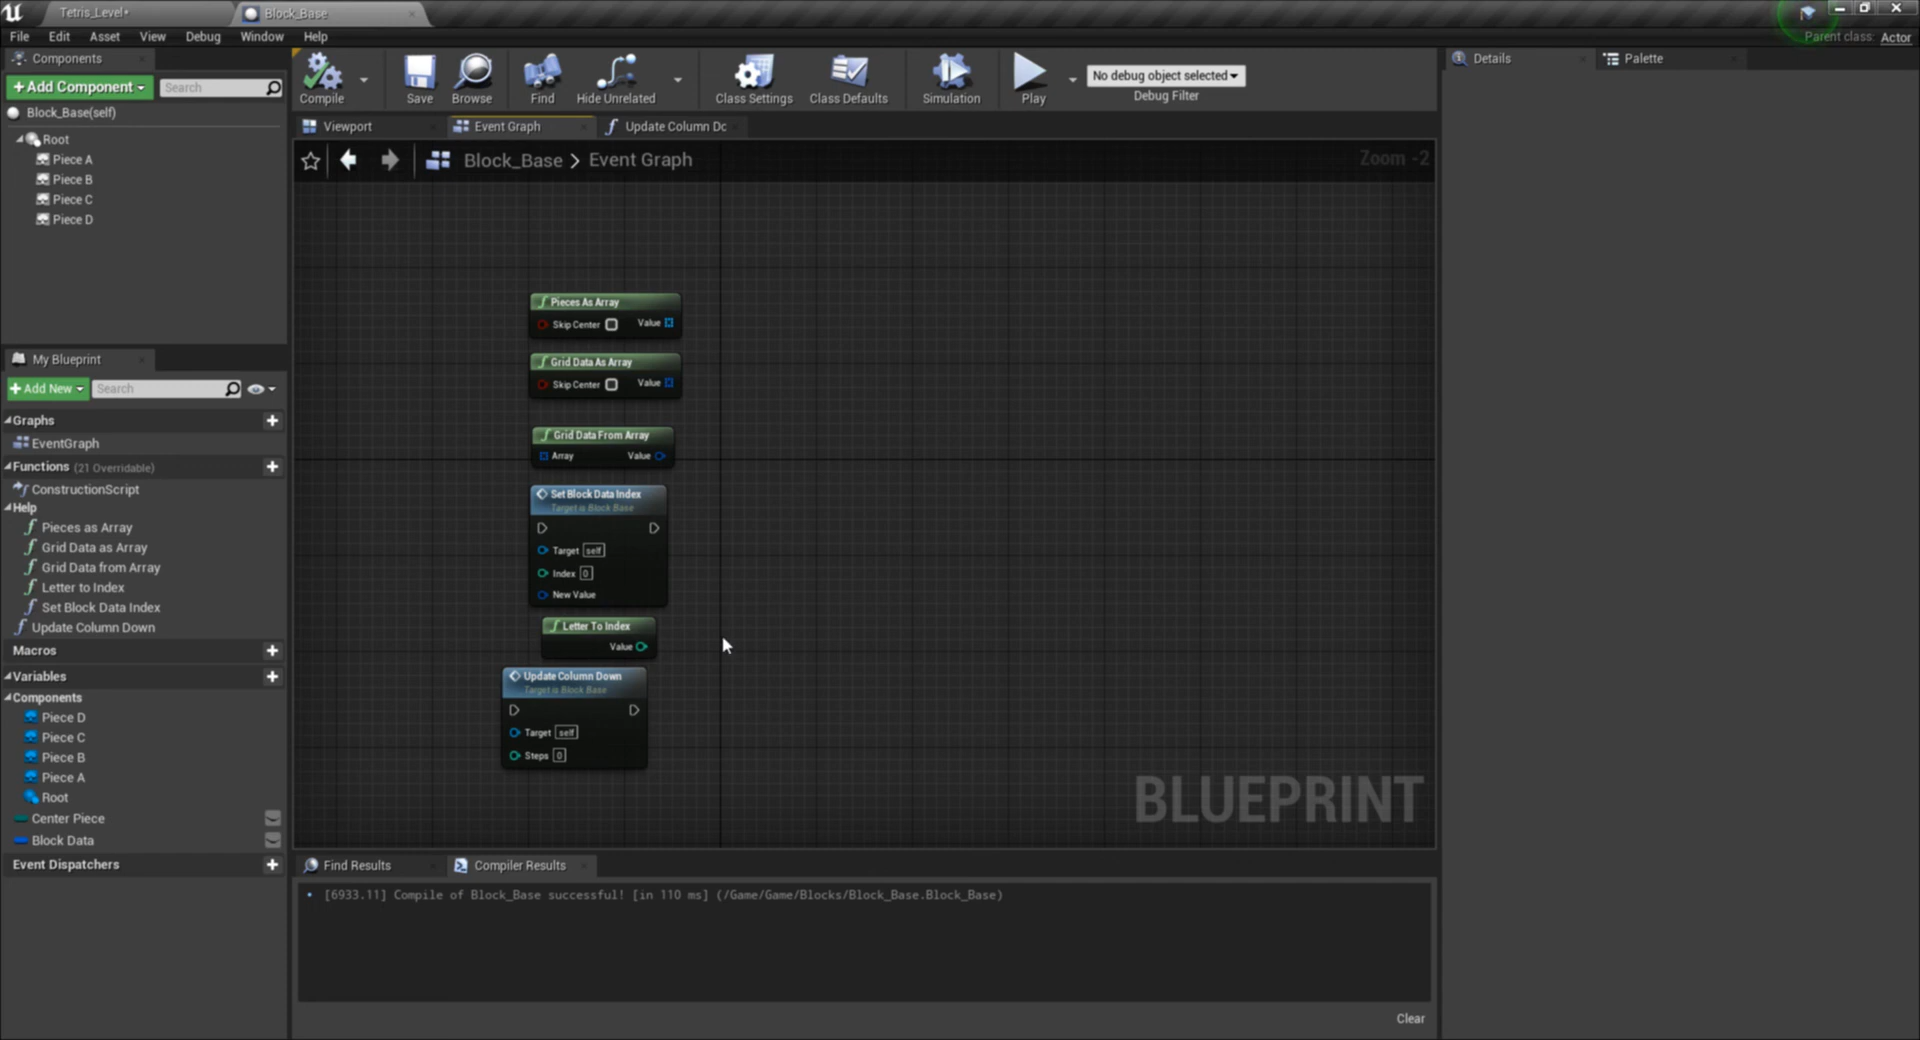 Tetris_Level•
Block_Base
File Edit Asset View Debug Window Help
Parent class: Actor
Components
+Add Component
Search
Block_Base(self)
Root
Piece A
Piece B
Piece C
Piece D
Compile
Save
Browse
Find
Hide Unrelated
Class Settings
Class Defaults
Simulation
Play
No debug object selected
Debug Filter
Details
Palette
Viewport
Event Graph
Update Column Dc
Block_Base > Event Graph
Zoom -2
Pieces As Array
Skip Center
Value
Grid Data As Array
Skip Center
Value
Grid Data From Array
Array
Value
Set Block Data Index
Target is Block Base
Target self
Index 0
New Value
Letter To Index
Value
Update Column Down
Target is Block Base
Target self
Steps 0
BLUEPRINT
My Blueprint
+Add New
Search
Graphs
EventGraph
Functions (21 Overridable)
ConstructionScript
Help
Pieces as Array
Grid Data as Array
Grid Data from Array
Letter to Index
Set Block Data Index
Update Column Down
Macros
Variables
Components
Piece D
Piece C
Piece B
Piece A
Root
Center Piece
Block Data
Event Dispatchers
Find Results
Compiler Results
• [6933.11] Compile of Block_Base successful! [in 110 ms] (/Game/Game/Blocks/Block_Base.Block_Base)
Clear